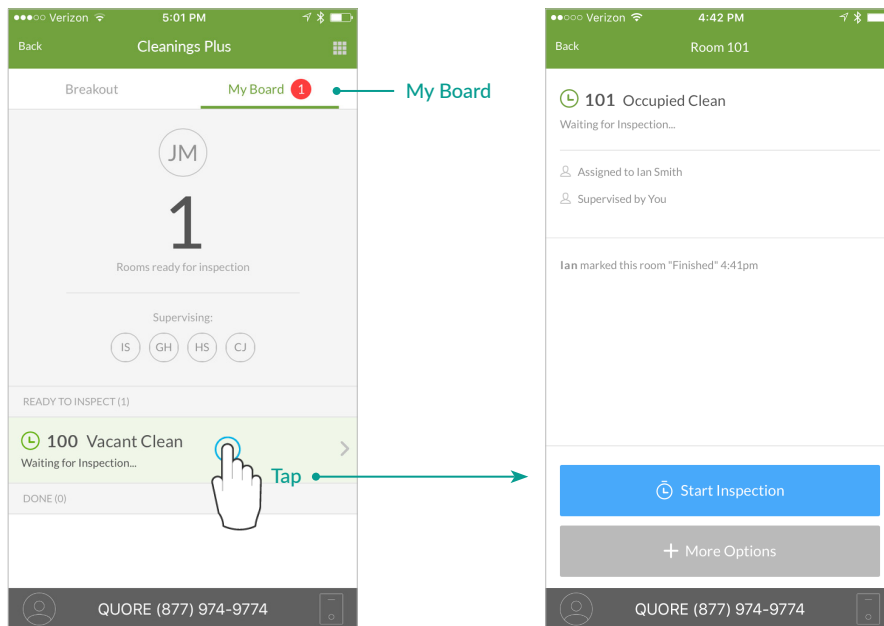 Verizon 5:01 PM
Back Cleanings Plus
Breakout My Board 1
My Board
JM
1
Rooms ready for inspection
Supervising:
IS GH HS CJ
READY TO INSPECT (1)
100 Vacant Clean
Waiting for Inspection...
Tap
DONE (0)
QUORE (877) 974-9774
Verizon 4:42 PM
Back Room 101
101 Occupied Clean
Waiting for Inspection...
Assigned to Ian Smith
Supervised by You
Ian marked this room "Finished" 4:41pm
Start Inspection
+ More Options
QUORE (877) 974-9774